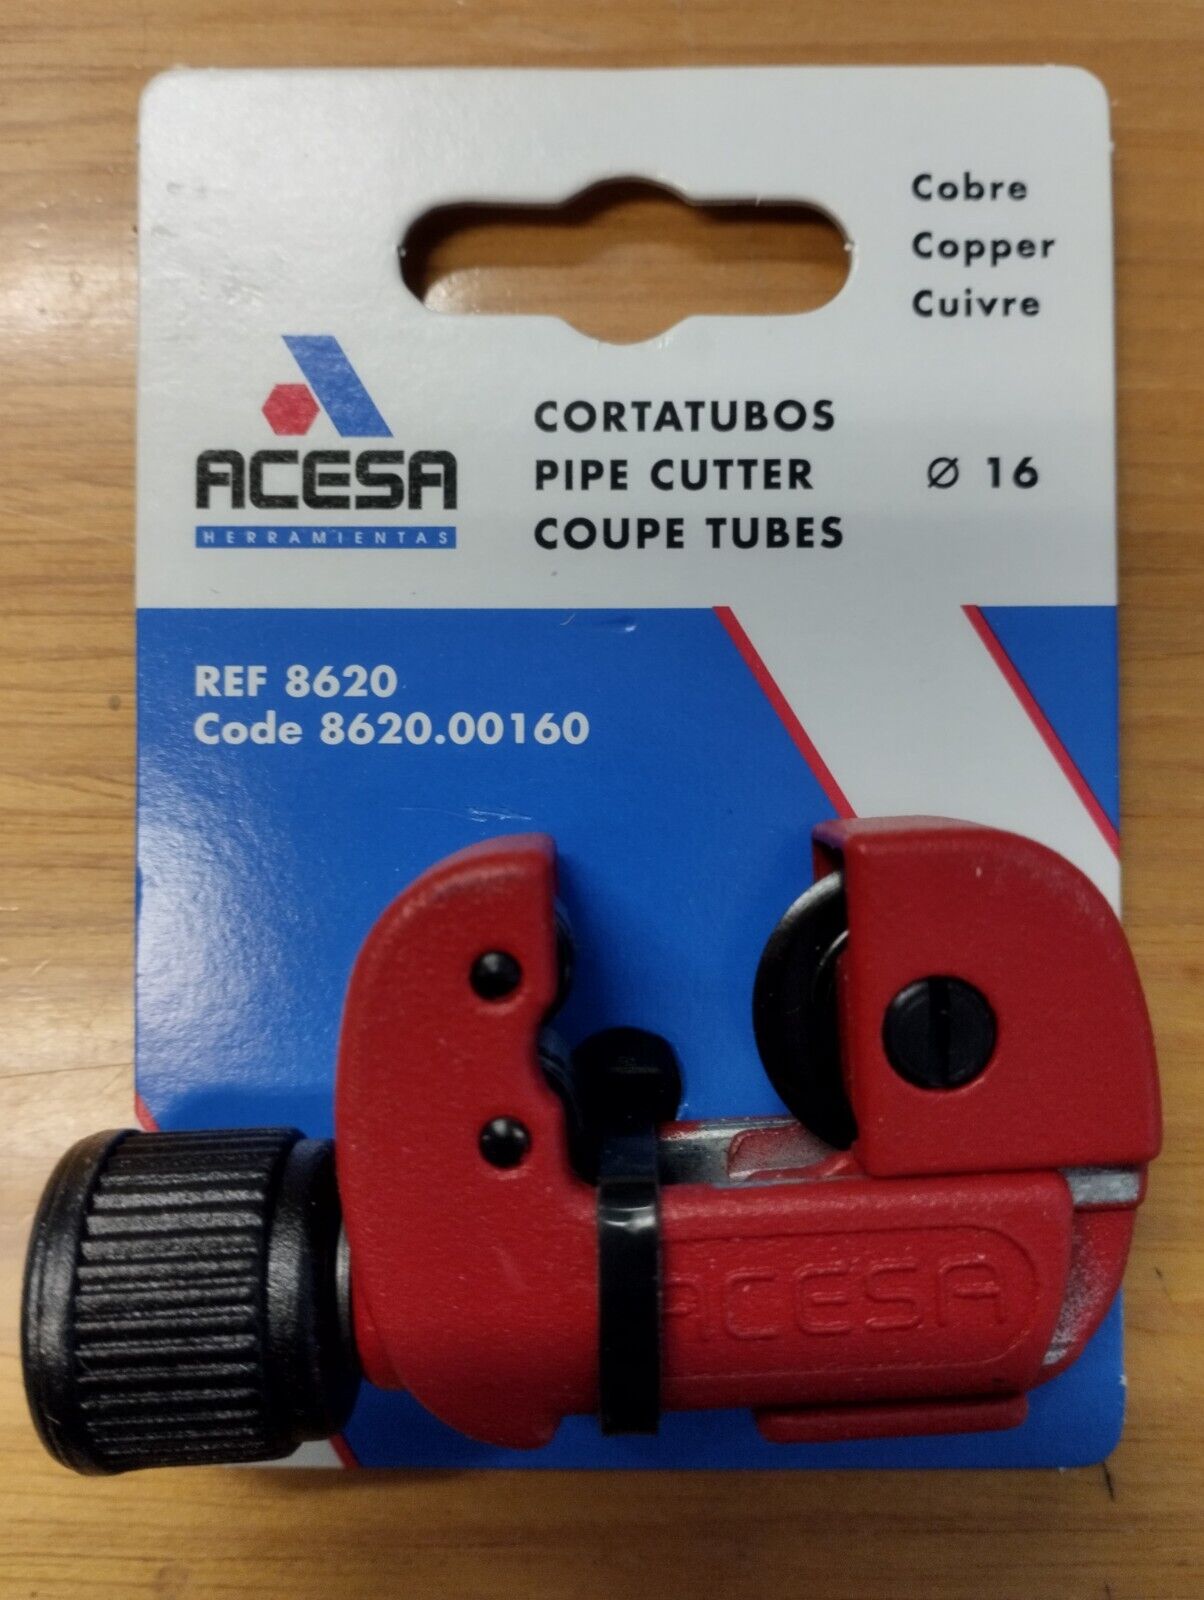 Cobre
Copper
Cuivre
ACESA
HERRAMIENTAS
CORTATUBOS
PIPE CUTTER
COUPE TUBES
Ø 16
REF 8620
Code 8620.00160
ACESA